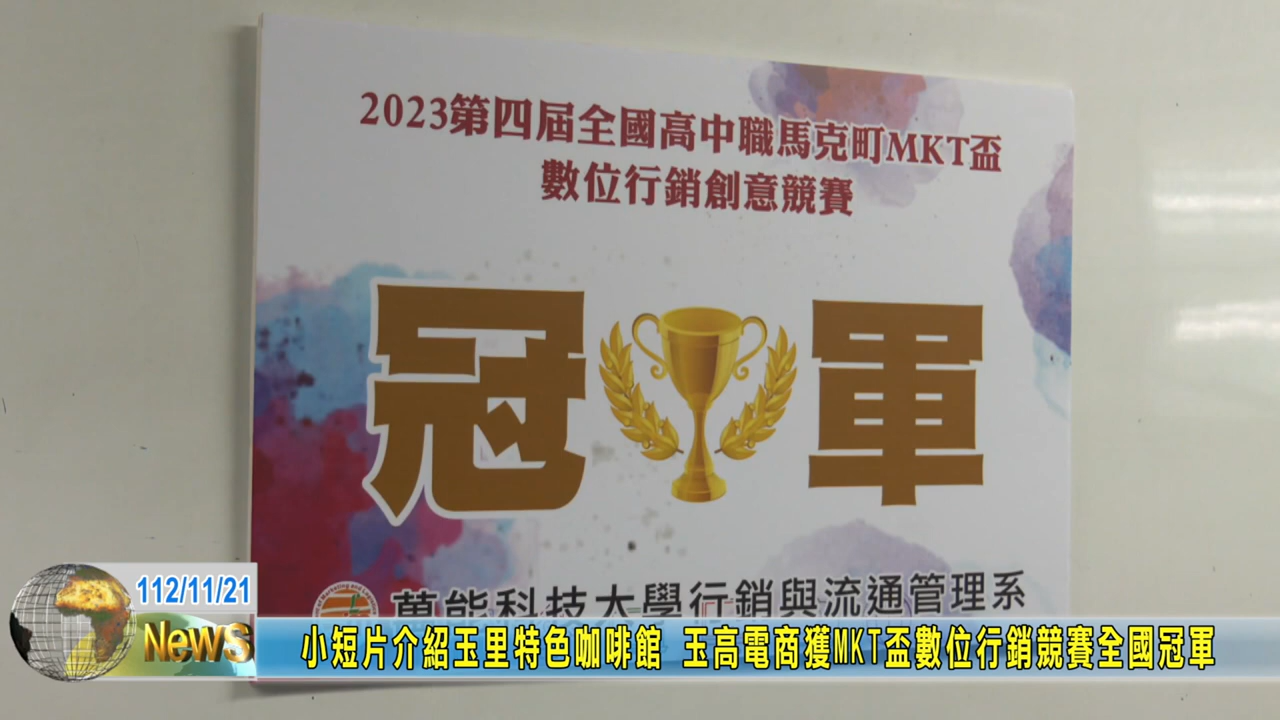 2023第四屆全國高中職馬克町MKT盃
數位行銷創意競賽
冠軍
萬能科技大學行銷與流通管理系
112/11/21
NewS
小短片介紹玉里特色咖啡館 玉高電商獲MKT盃數位行銷競賽全國冠軍